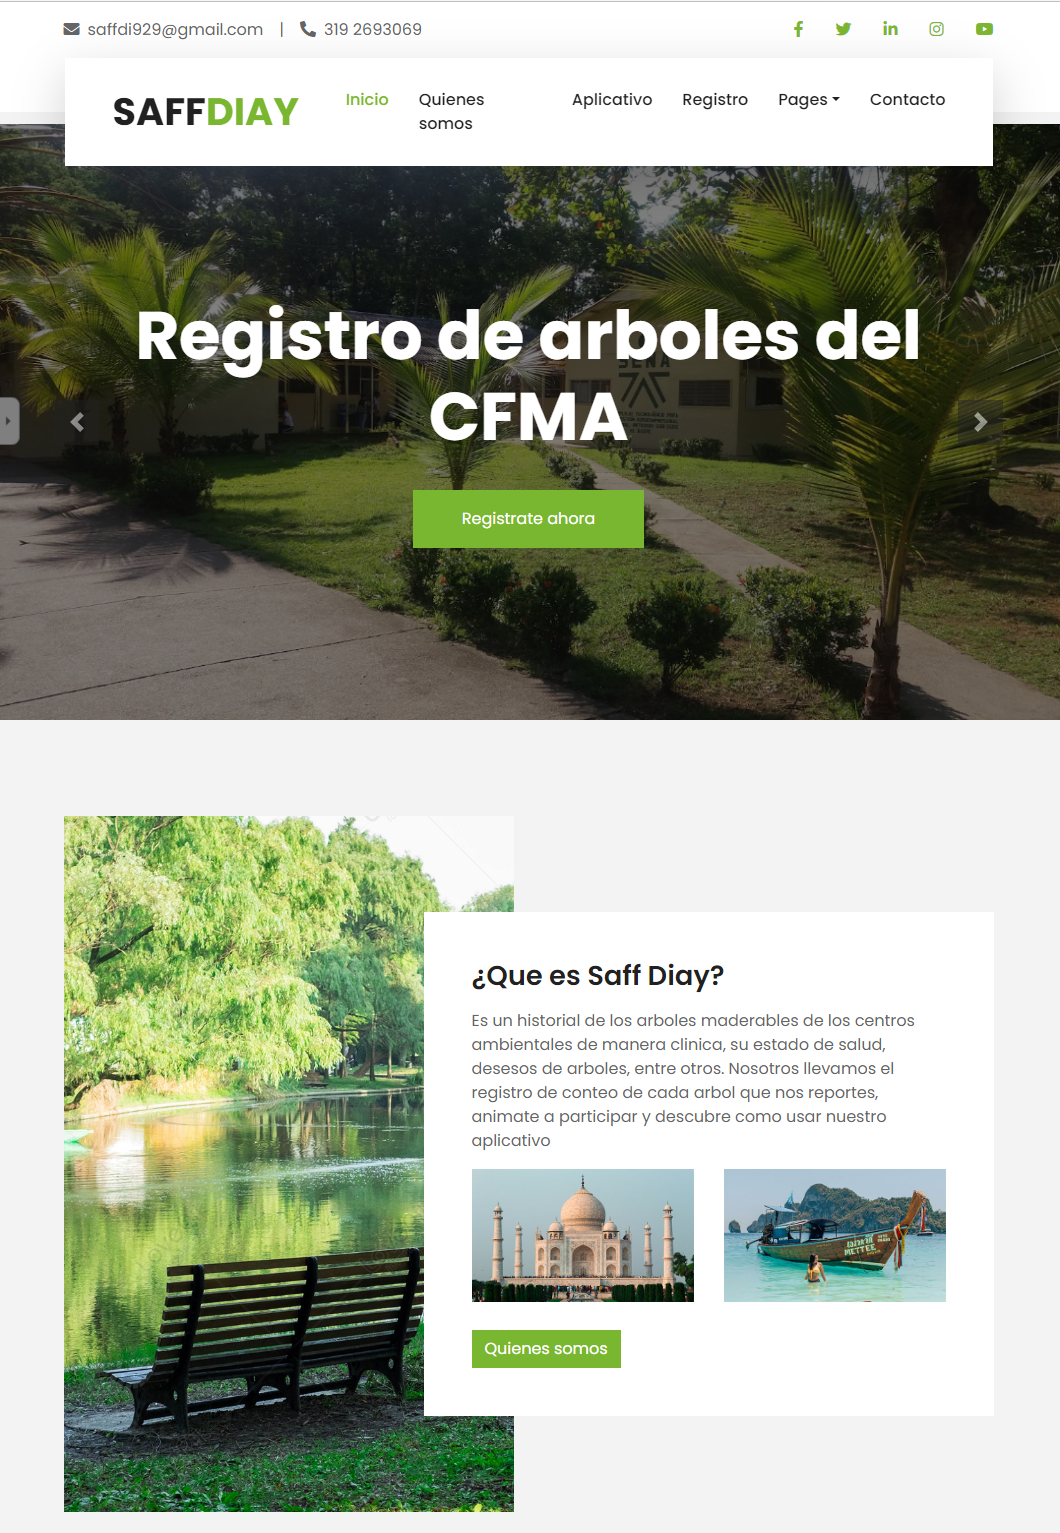 saffdi929@gmail.com | 319 2693069
SAFFDIAY
Inicio
Quienes
somos
Aplicativo
Registro
Pages
Contacto
Registro de arboles del
CFMA
SENA
Registrate ahora
¿Que es Saff Diay?
Es un historial de los arboles maderables de los centros
ambientales de manera clinica, su estado de salud,
desesos de arboles, entre otros. Nosotros llevamos el
registro de conteo de cada arbol que nos reportes,
animate a participar y descubre como usar nuestro
aplicativo
METTEE
Quienes somos